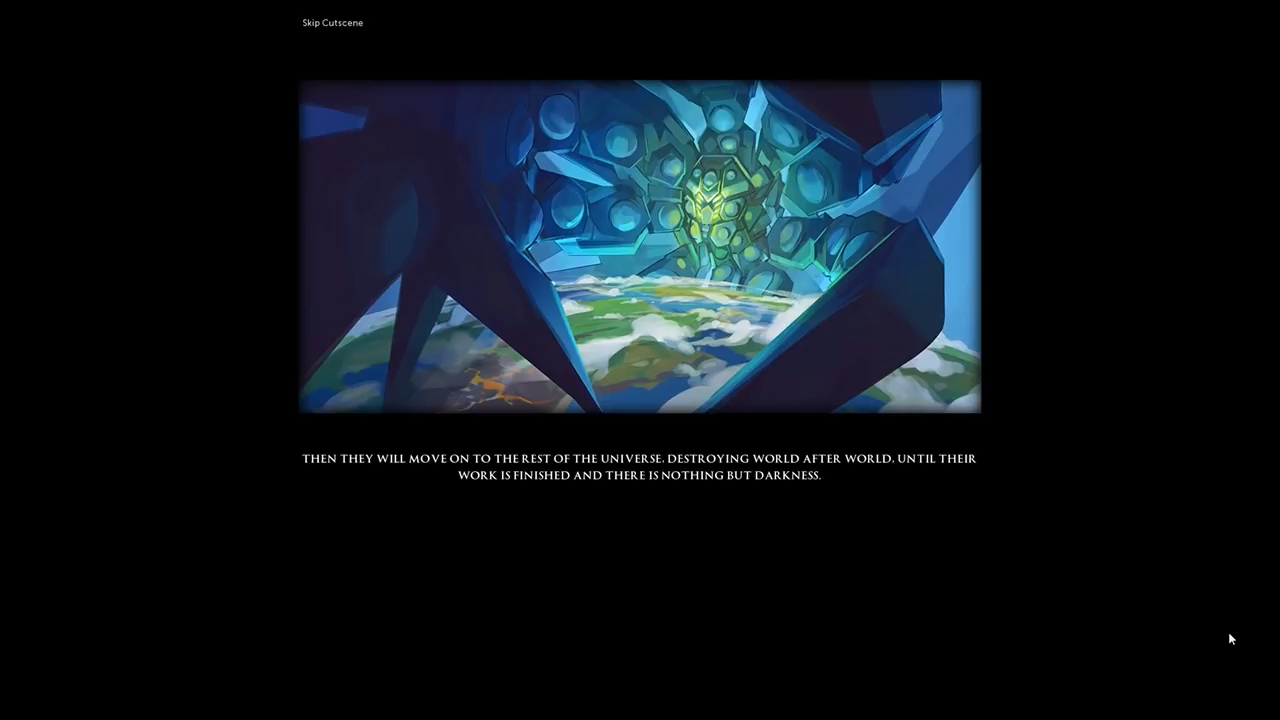 Skip Cutscene
THEN THEY WILL MOVE ON TO THE REST OF THE UNIVERSE, DESTROYING WORLD AFTER WORLD, UNTIL THEIR
WORK IS FINISHED AND THERE IS NOTHING BUT DARKNESS.